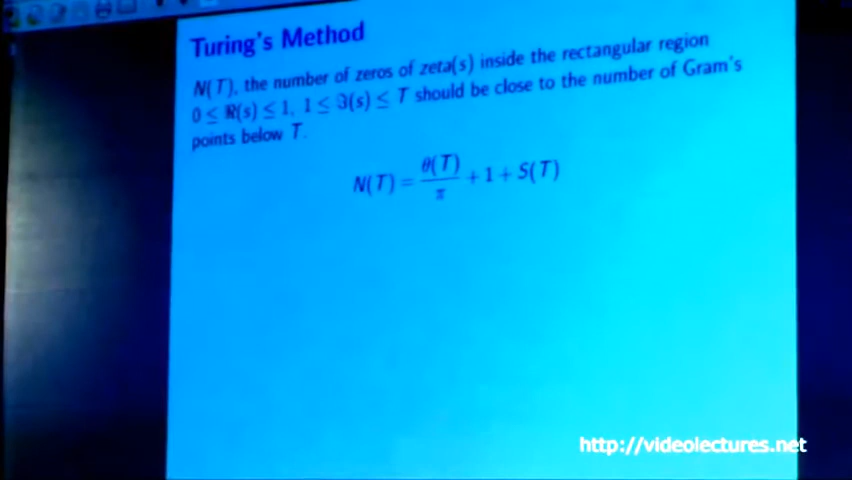 Turing's Method
N(T), the number of zeros of zeta(s) inside the rectangular region
0 ≤ ℜ(s) ≤ 1, 1 ≤ ℑ(s) ≤ T should be close to the number of Gram's
points below T.
N(T) = θ(T)/π + 1 + S(T)
http://videolectures.net